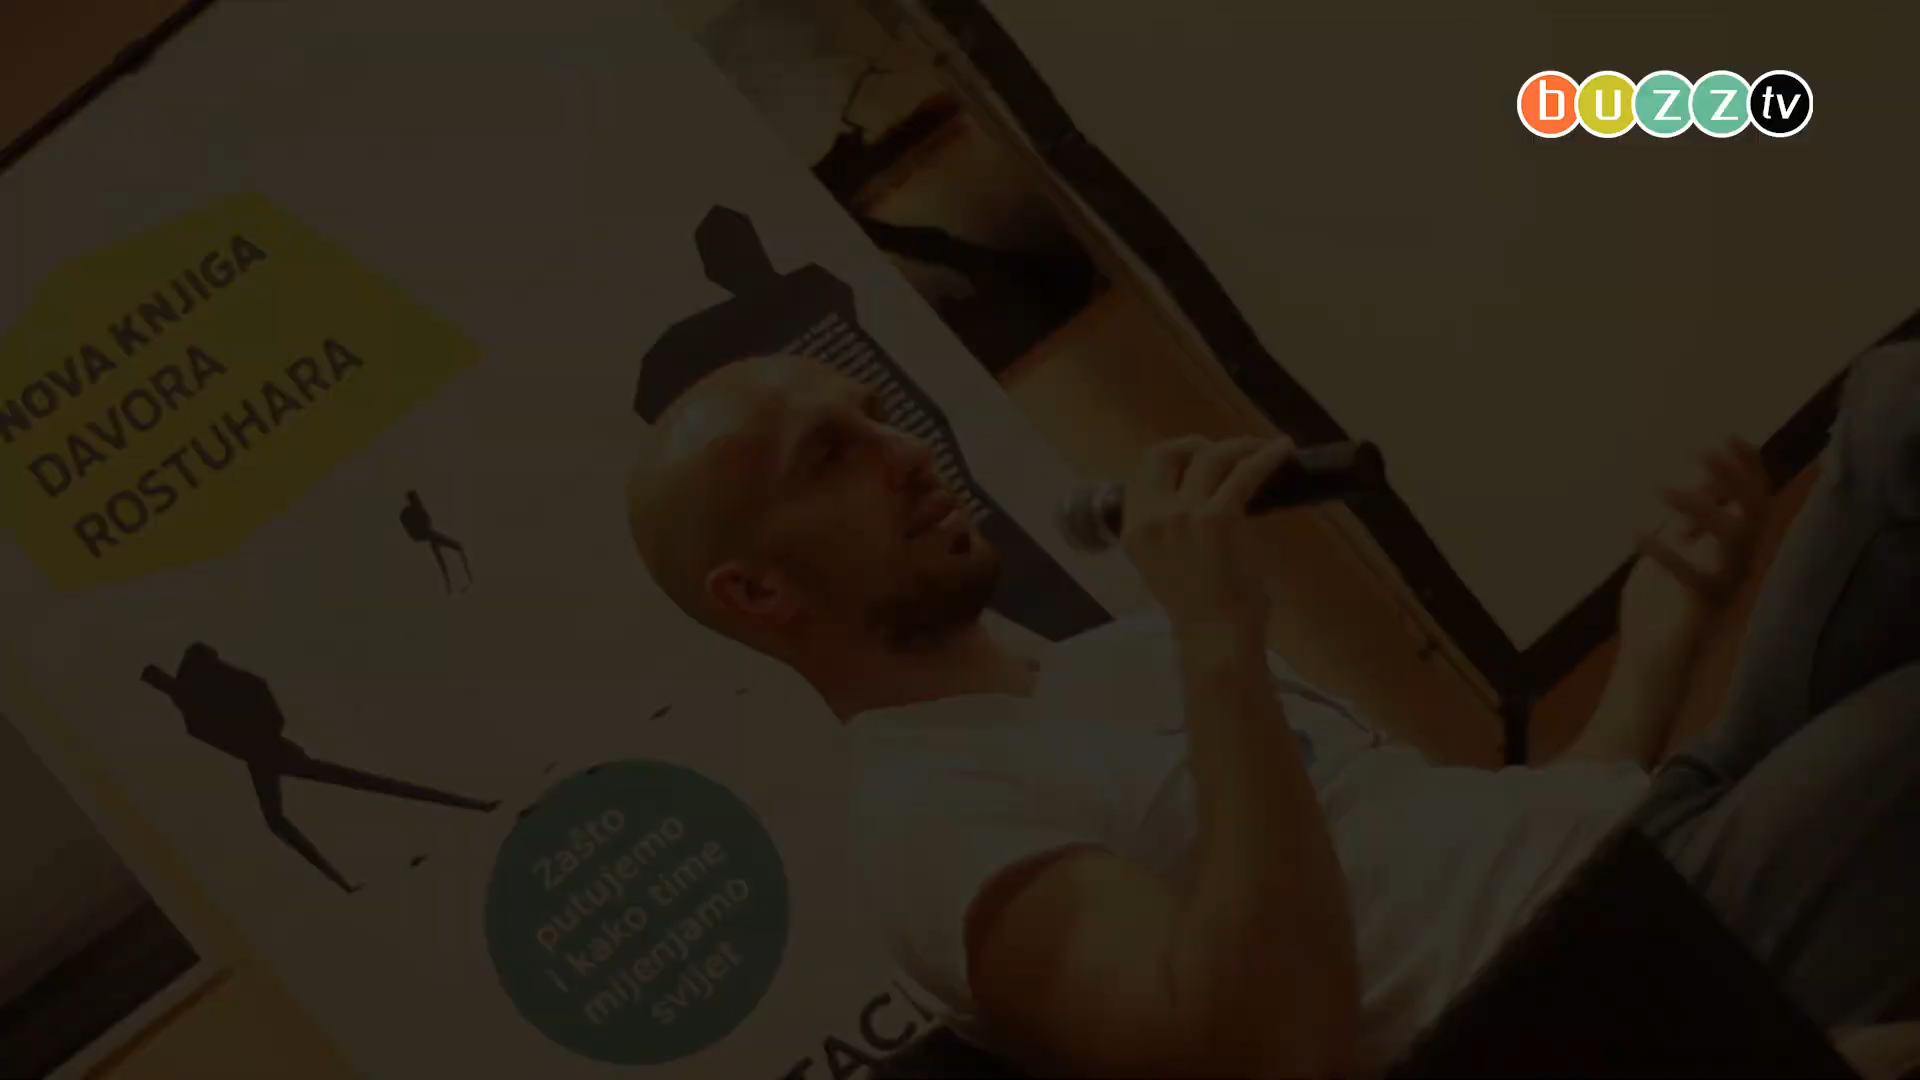 buzz tv
NOVA KNJIGA
DAVORA
ROSTUHARA
Zašto
putujemo
i kako time
mijenjamo
svijet